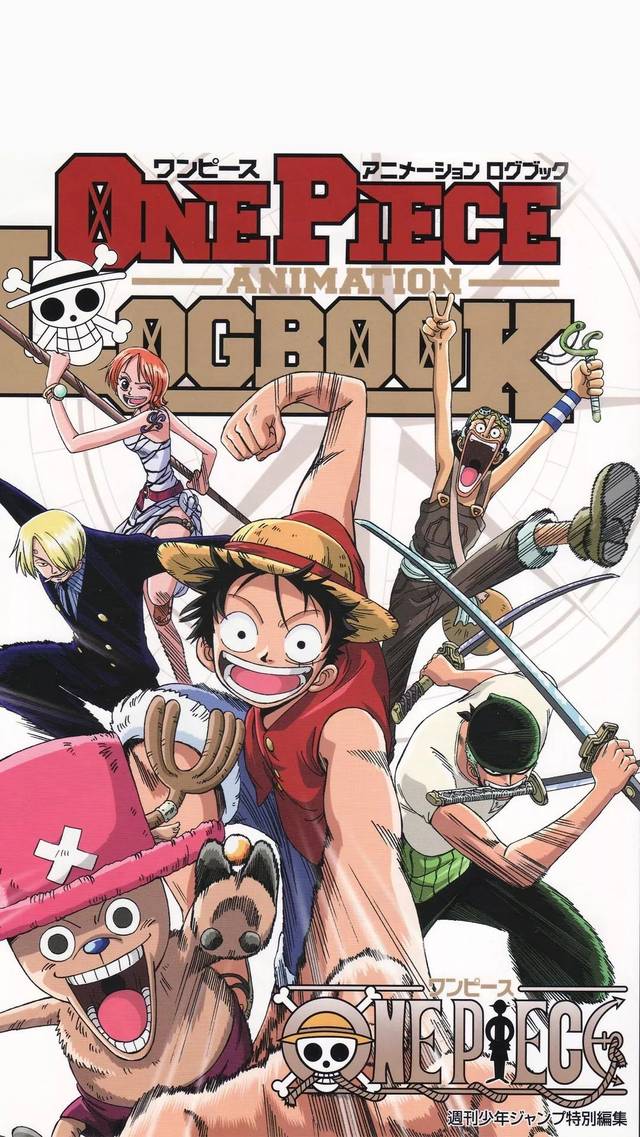 ワンピース アニメーション ログブック
ONE PIECE
ANIMATION
LOGBOOK
ワンピース
ONE PIECE
週刊少年ジャンプ特別編集